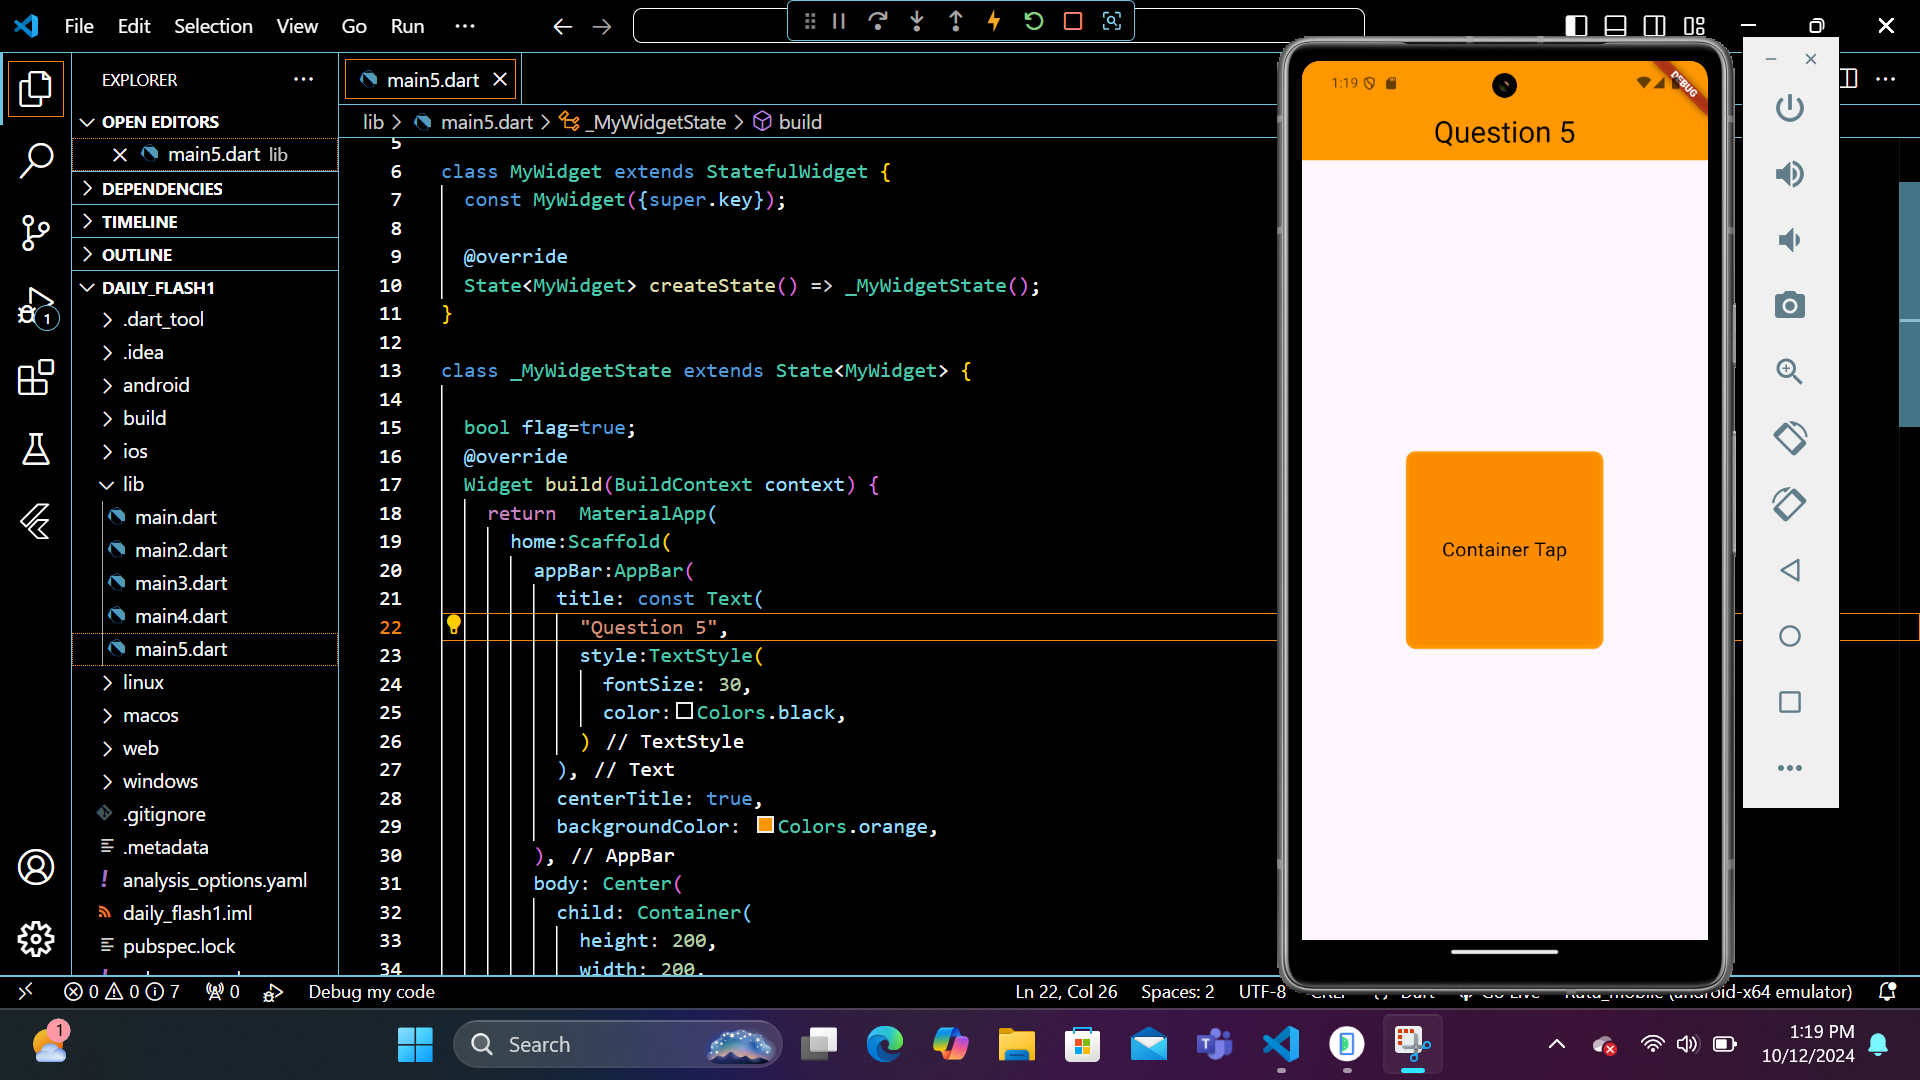 File Edit Selection View Go Run ···
EXPLORER
OPEN EDITORS
main5.dart lib
DEPENDENCIES
TIMELINE
OUTLINE
DAILY_FLASH1
.dart_tool
.idea
android
build
ios
lib
main.dart
main2.dart
main3.dart
main4.dart
main5.dart
linux
macos
web
windows
.gitignore
.metadata
analysis_options.yaml
daily_flash1.iml
pubspec.lock
1
main5.dart
lib > main5.dart > _MyWidgetState > build
5
6 class MyWidget extends StatefulWidget {
7 const MyWidget({super.key});
8
9 @override
10 State<MyWidget> createState() => _MyWidgetState();
11 }
12
13 class _MyWidgetState extends State<MyWidget> {
14
15 bool flag=true;
16 @override
17 Widget build(BuildContext context) {
18 return  MaterialApp(
19 home:Scaffold(
20 appBar:AppBar(
21 title: const Text(
22 "Question 5",
23 style:TextStyle(
24 fontSize: 30,
25 color: Colors.black,
26 ) // TextStyle
27 ), // Text
28 centerTitle: true,
29 backgroundColor: Colors.orange,
30 ), // AppBar
31 body: Center(
32 child: Container(
33 height: 200,
34 width: 200,
1:19
DEBUG
Question 5
Container Tap
0 0 7 0 Debug my code
Ln 22, Col 26 Spaces: 2 UTF-8
(android-x64 emulator)
1
Search
1:19 PM
10/12/2024